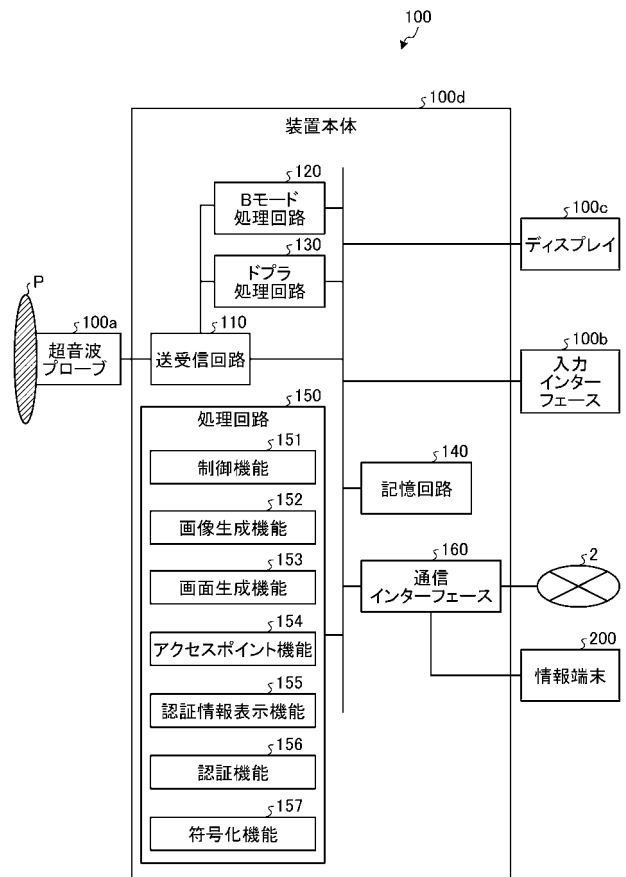 100
100d
装置本体
120
Bモード
処理回路
130
ドプラ
処理回路
100c
ディスプレイ
P
100a
超音波
プローブ
110
送受信回路
100b
入力
インター
フェース
150
処理回路
151
制御機能
152
画像生成機能
153
画面生成機能
154
アクセスポイント機能
155
認証情報表示機能
156
認証機能
157
符号化機能
140
記憶回路
160
通信
インターフェース
2
200
情報端末